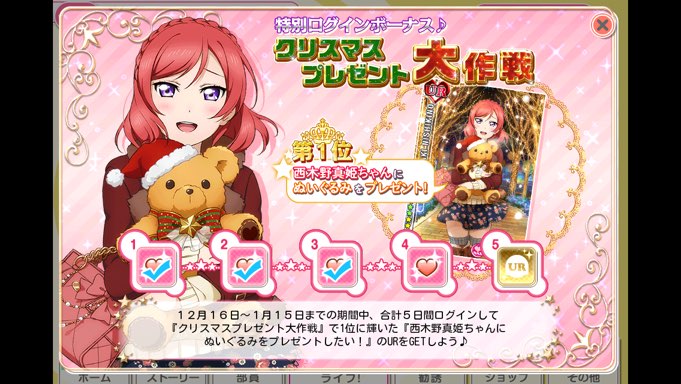 特別ログインボーナス♪
クリスマス
プレゼント大作戦
UR
第1位
西木野真姫ちゃんに
ぬいぐるみをプレゼント!
1 2 3 4 5
UR
12月16日~1月15日までの期間中、合計5日間ログインして
『クリスマスプレゼント大作戦』で1位に輝いた『西木野真姫ちゃんに
ぬいぐるみをプレゼントしたい!』のURをGETしよう♪
ホーム ストーリー 部員 ライブ! 勧誘 ショップ その他